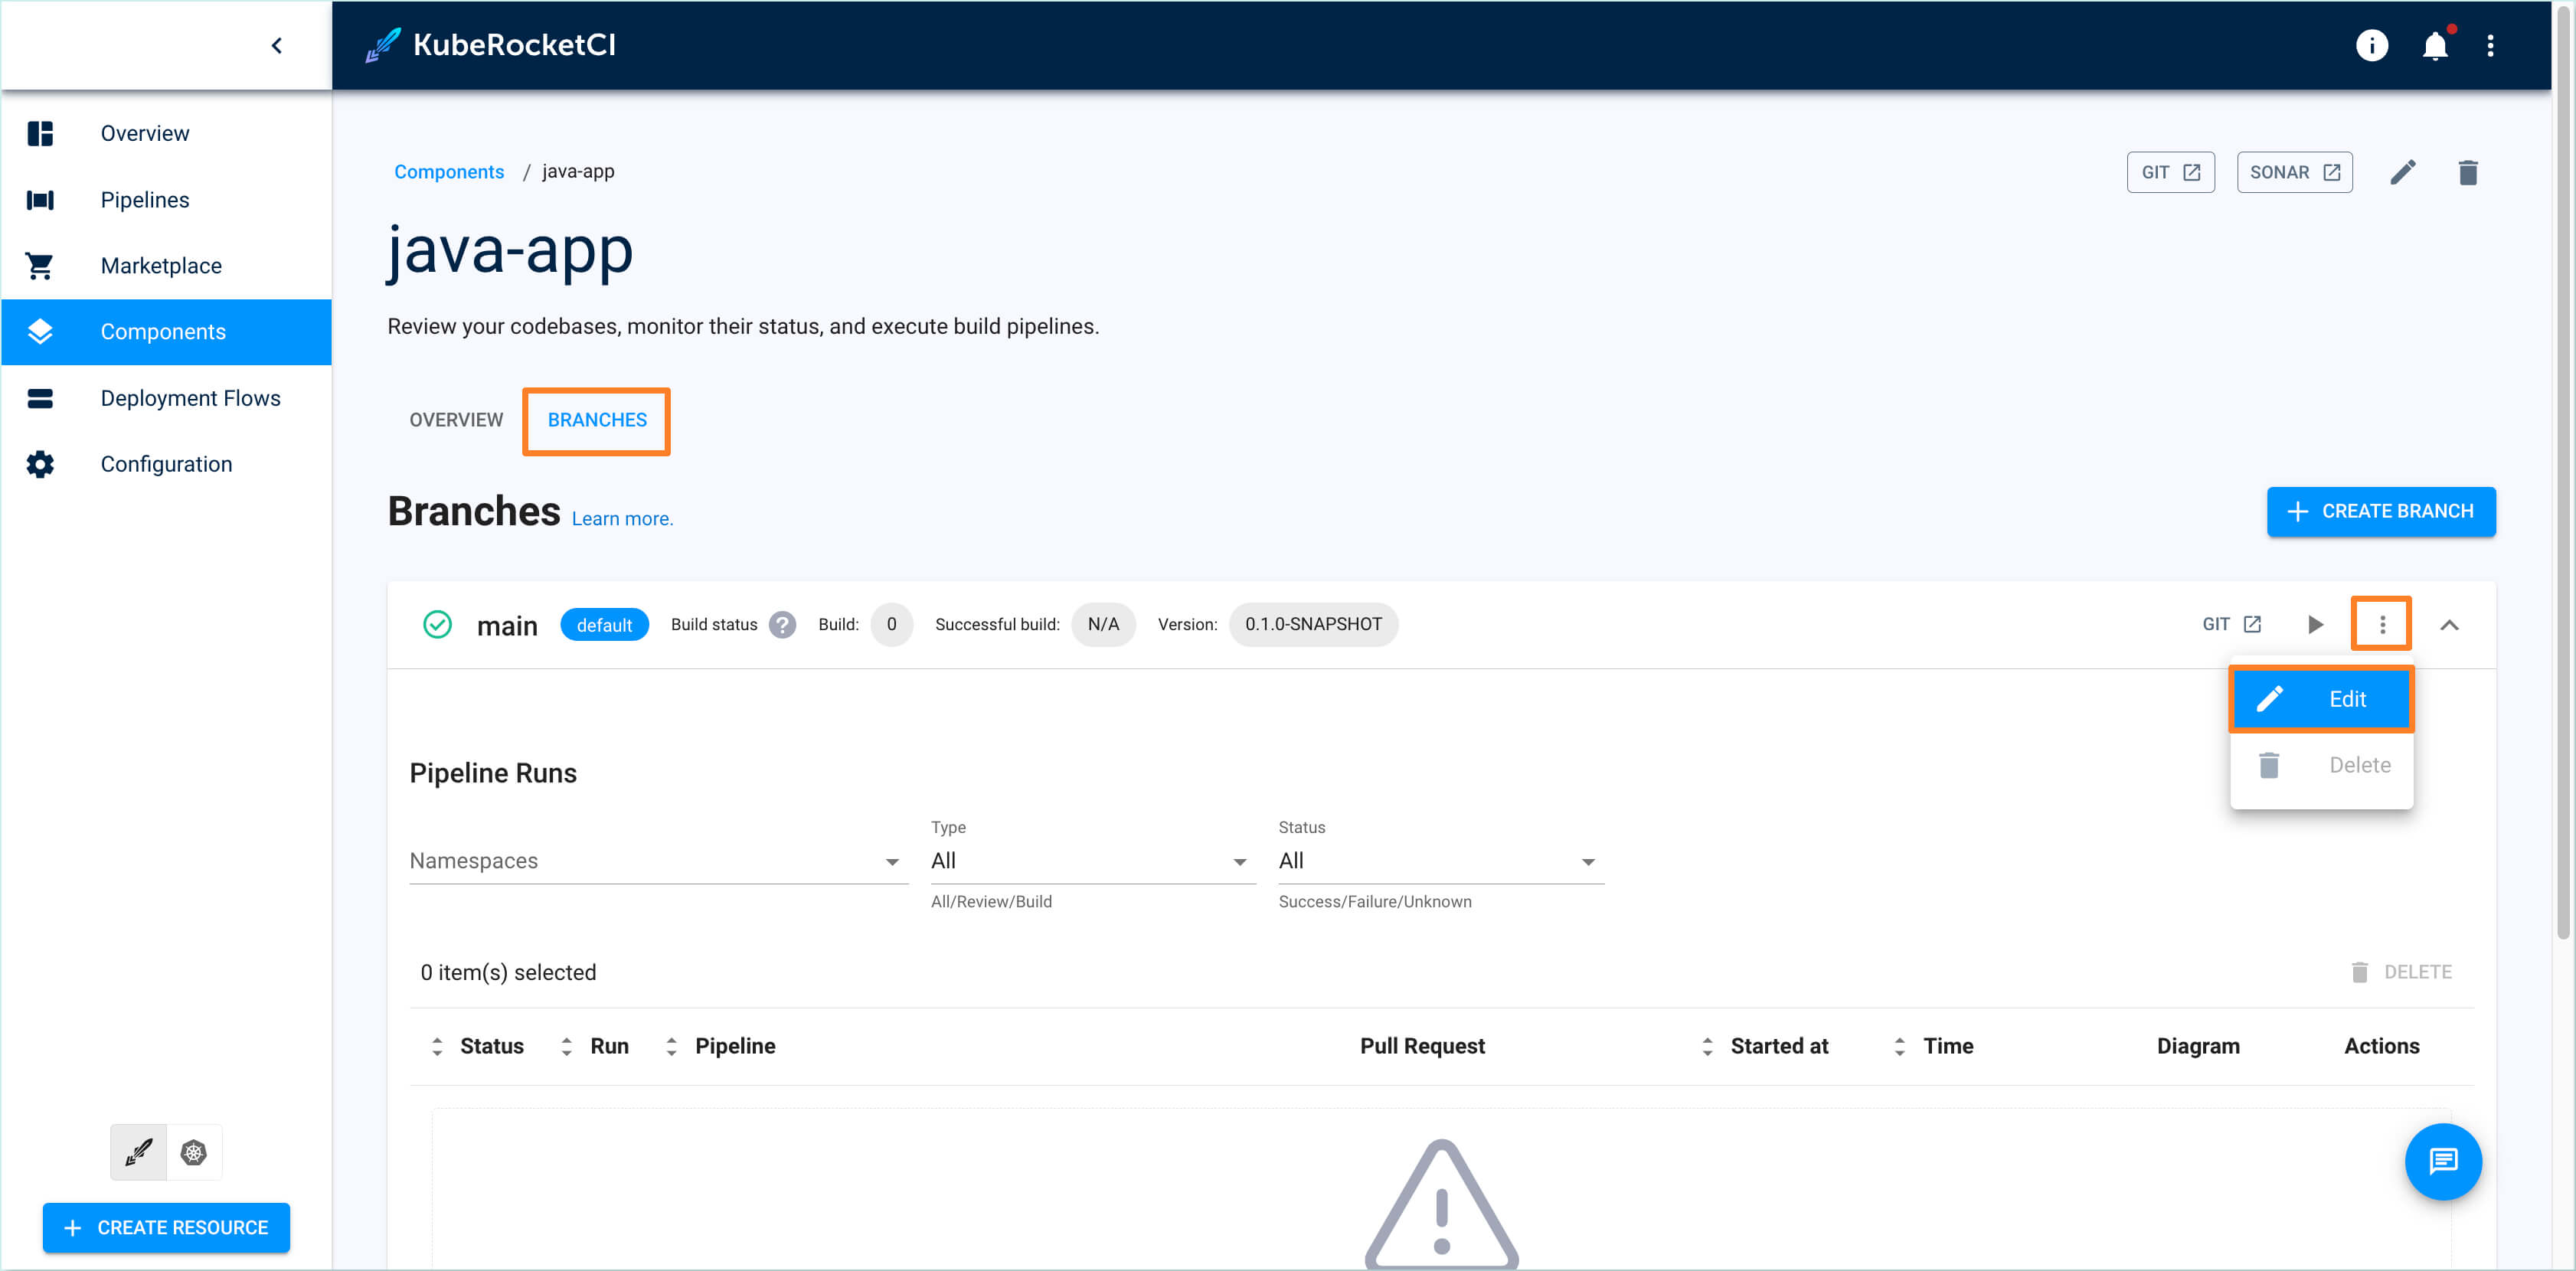 KubeRocketCI
Overview
Pipelines
Marketplace
Components
Deployment Flows
Configuration
CREATE RESOURCE
Components / java-app
GIT
SONAR
java-app
Review your codebases, monitor their status, and execute build pipelines.
OVERVIEW BRANCHES
Branches Learn more.
CREATE BRANCH
main default Build status ? Build: 0 Successful build: N/A Version: 0.1.0-SNAPSHOT GIT
Edit
Delete
Pipeline Runs
Type Status
Namespaces All All
All/Review/Build Success/Failure/Unknown
0 item(s) selected DELETE
Status Run Pipeline Pull Request Started at Time Diagram Actions